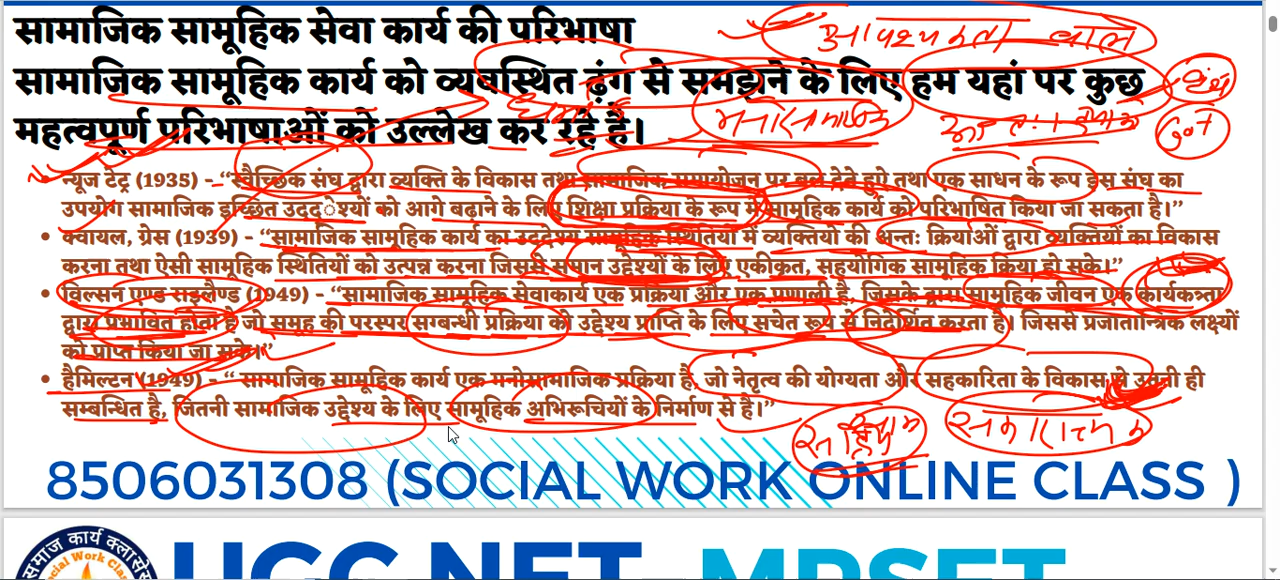 सामाजिक सामूहिक सेवा कार्य की परिभाषा
सामाजिक सामूहिक कार्य को व्यवस्थित ढ़ंग से समझने के लिए हम यहां पर कुछ
महत्वपूर्ण परिभाषाओं को उल्लेख कर रहे है।
न्यूज टेट्र (1935) - “स्वैच्छिक संघ द्वारा व्यक्ति के विकास तथा सामाजिक समायोजन पर बल देते हुऐ तथा एक साधन के रूप इस संघ का
उपयोग सामाजिक इच्छित उद्द्ेश्यों को आगे बढ़ाने के लिए शिक्षा प्रक्रिया के रूप में सामूहिक कार्य को परिभाषित किया जा सकता है।”
• क्वायल, ग्रेस (1939) - “सामाजिक सामूहिक कार्य का उद्देश्य सामूहिक स्थितियों में व्यक्तियों की अन्तः क्रियाओं द्वारा व्यक्तियों का विकास
करना तथा ऐसी सामूहिक स्थितियों को उत्पन्न करना जिससे समान उद्देश्यों के लिए एकीकृत, सहयोगिक सामूहिक क्रिया हो सके।”
• विल्सन एण्ड राइलैण्ड (1949) - “सामाजिक सामूहिक सेवाकार्य एक प्रक्रिया और एक प्रणाली है, जिसके द्वारा सामूहिक जीवन एक कार्यकर्त्ता
द्वारा प्रभावित होता है जो समूह की परस्पर सम्बन्धी प्रक्रिया को उद्देश्य प्राप्ति के लिए सचेत रूप से निदेर्शित करता है। जिससे प्रजातान्त्रिक लक्ष्यों
को प्राप्त किया जा सके।”
• हैमिल्टन (1949) - “ सामाजिक सामूहिक कार्य एक मनोसामाजिक प्रक्रिया है, जो नेतृत्व की योग्यता और सहकारिता के विकास से उतनी ही
सम्बन्धित है, जितनी सामाजिक उद्देश्य के लिए सामूहिक अभिरूचियों के निर्माण से है।”
8506031308 (SOCIAL WORK ONLINE CLASS )
समाज कार्य क्लासेस
UGC NET MPSET